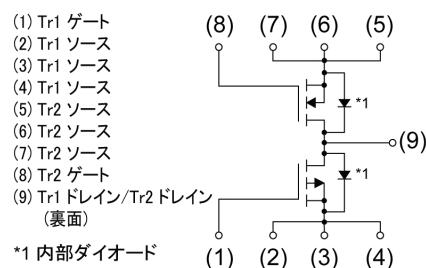 (1) Tr1 ゲート
(2) Tr1 ソース
(3) Tr1 ソース
(4) Tr1 ソース
(5) Tr2 ソース
(6) Tr2 ソース
(7) Tr2 ソース
(8) Tr2 ゲート
(9) Tr1 ドレイン/Tr2 ドレイン
(裏面)
*1 内部ダイオード
(8) (7) (6) (5)
*1
(9)
*1
(1) (2) (3) (4)